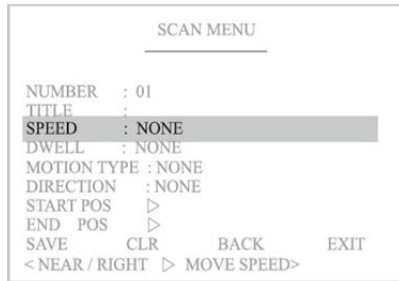 SCAN MENU
NUMBER : 01
TITLE :
SPEED : NONE
DWELL : NONE
MOTION TYPE : NONE
DIRECTION : NONE
START POS ▷
END POS ▷
SAVE CLR BACK EXIT
< NEAR / RIGHT ▷ MOVE SPEED>